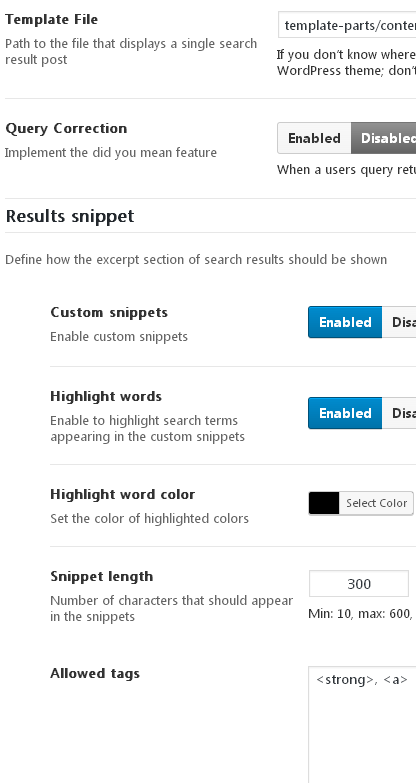 Template File
template-parts/conte
Path to the file that displays a single search
result post
If you don't know where
WordPress theme; don't
Query Correction
Enabled Disabled
Implement the did you mean feature
When a users query retu
Results snippet
Define how the excerpt section of search results should be shown
Custom snippets
Enabled Disa
Enable custom snippets
Highlight words
Enabled Disa
Enable to highlight search terms
appearing in the custom snippets
Highlight word color
Select Color
Set the color of highlighted colors
Snippet length
300
Number of characters that should appear
in the snippets
Min: 10, max: 600,
Allowed tags
<strong>, <a>